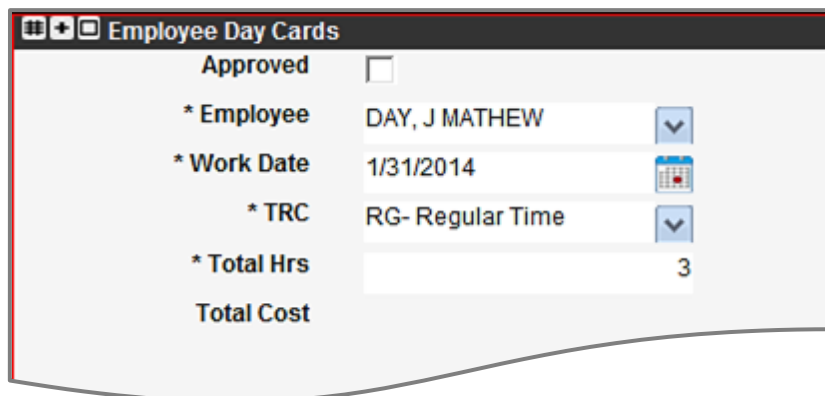 Employee Day Cards
Approved
* Employee DAY, J MATHEW
* Work Date 1/31/2014
* TRC RG- Regular Time
* Total Hrs 3
Total Cost